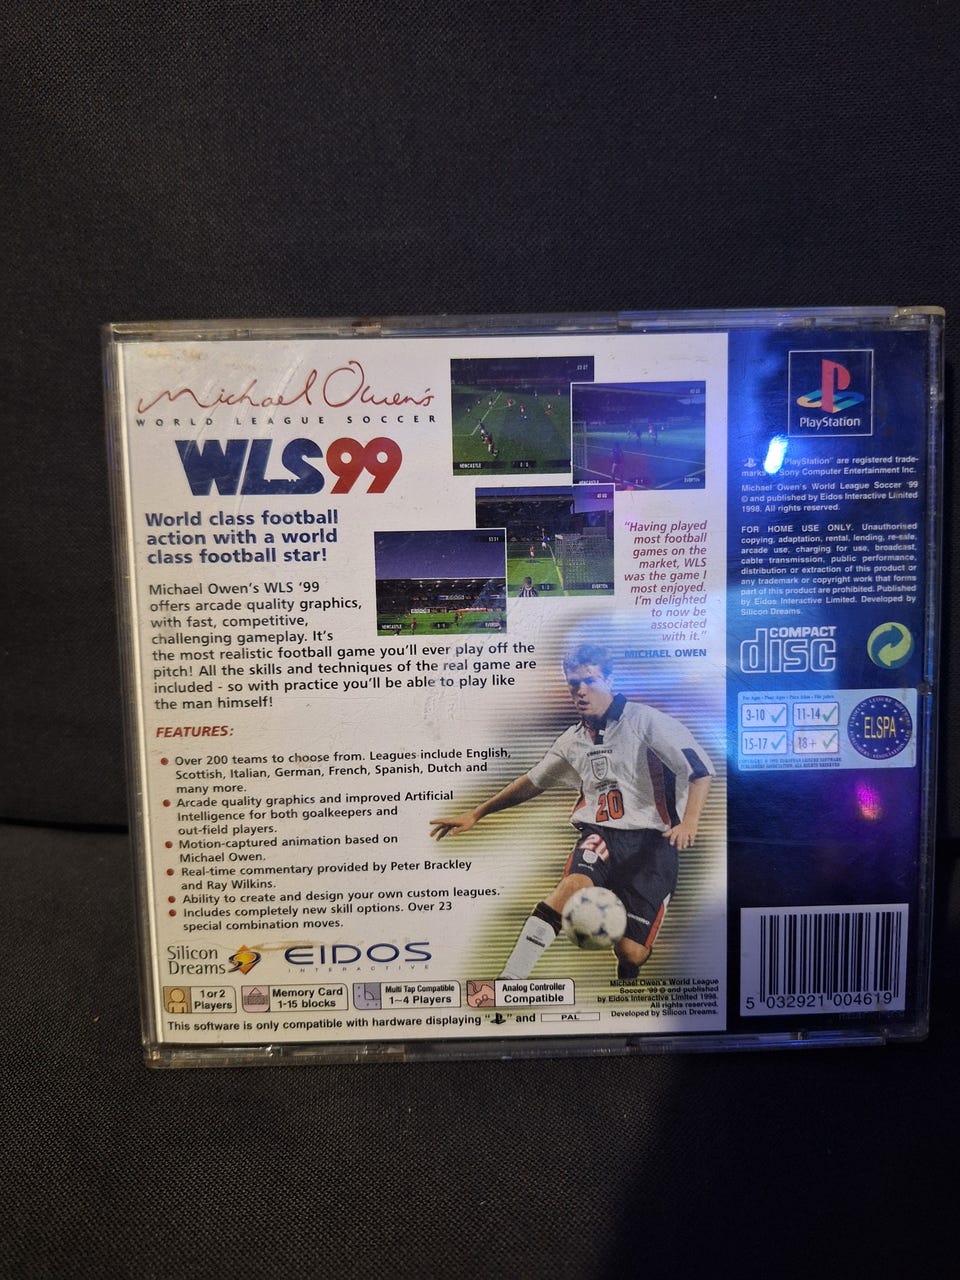 Michael Owen's
WORLD LEAGUE SOCCER
WLS99
World class football
action with a world
class football star!
Michael Owen's WLS '99
offers arcade quality graphics,
with fast, competitive,
challenging gameplay. It's
the most realistic football game you'll ever play off the
pitch! All the skills and techniques of the real game are
included - so with practice you'll be able to play like
the man himself!
"Having played
most football
games on the
market, WLS
was the game I
most enjoyed.
I'm delighted
to now be
associated
with it."
MICHAEL OWEN
FEATURES:
Over 200 teams to choose from. Leagues include English,
Scottish, Italian, German, French, Spanish, Dutch and
many more.
Arcade quality graphics and improved Artificial
Intelligence for both goalkeepers and
out-field players.
Motion-captured animation based on
Michael Owen.
Real-time commentary provided by Peter Brackley
and Ray Wilkins.
Ability to create and design your own custom leagues.
Includes completely new skill options. Over 23
special combination moves.
20
Silicon
Dreams
EIDOS
INTERACTIVE
1 or 2
Players
Memory Card
1-15 blocks
Multi Tap Compatible
1~4 Players
Analog Controller
Compatible
Michael Owen's World League
Soccer '99 © and published
by Eidos Interactive Limited 1998.
All rights reserved.
Developed by Silicon Dreams.
This software is only compatible with hardware displaying " " and PAL
PlayStation
"PlayStation" are registered trade-
marks Sony Computer Entertainment Inc.
Michael Owen's World League Soccer '99
© and published by Eidos Interactive Limited
1998. All rights reserved.
FOR HOME USE ONLY. Unauthorised
copying, adaptation, rental, lending, re-sale,
arcade use, charging for use, broadcast,
cable transmission, public performance,
distribution or extraction of this product or
any trademark or copyright work that forms
part of this product are prohibited. Published
by Eidos Interactive Limited. Developed by
Silicon Dreams.
COMPACT
disc
3-10
11-14
15-17
18+
ELSPA
5 032921 004619